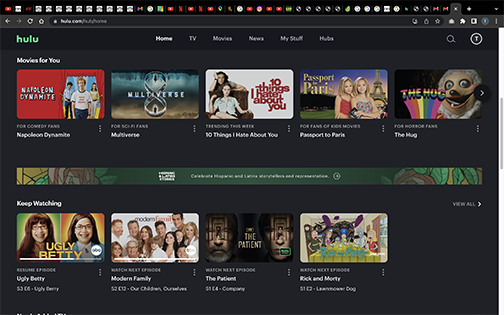 hulu.com/hub/home
hulu
Home
TV
Movies
News
My Stuff
Hubs
T
Movies for You
NAPOLEON
DYNAMITE
MULTIVERSE
10 things
i hate
about you
Passport
to
Paris
THE HUG
FOR COMEDY FANS
Napoleon Dynamite
FOR SCI-FI FANS
Multiverse
TRENDING THIS WEEK
10 Things I Hate About You
FOR FANS OF KIDS MOVIES
Passport to Paris
FOR HORROR FANS
The Hug
Celebrate Hispanic and Latinx storytellers and representation.
Keep Watching
VIEW ALL
UGLY
BETTY
abc
modern family
THE
PATIENT
RESUME EPISODE
Ugly Betty
S3 E6 - Ugly Berry
WATCH NEXT EPISODE
Modern Family
S2 E12 - Our Children, Ourselves
WATCH NEXT EPISODE
The Patient
S1 E4 - Company
WATCH NEXT EPISODE
Rick and Morty
S1 E2 - Lawnmower Dog